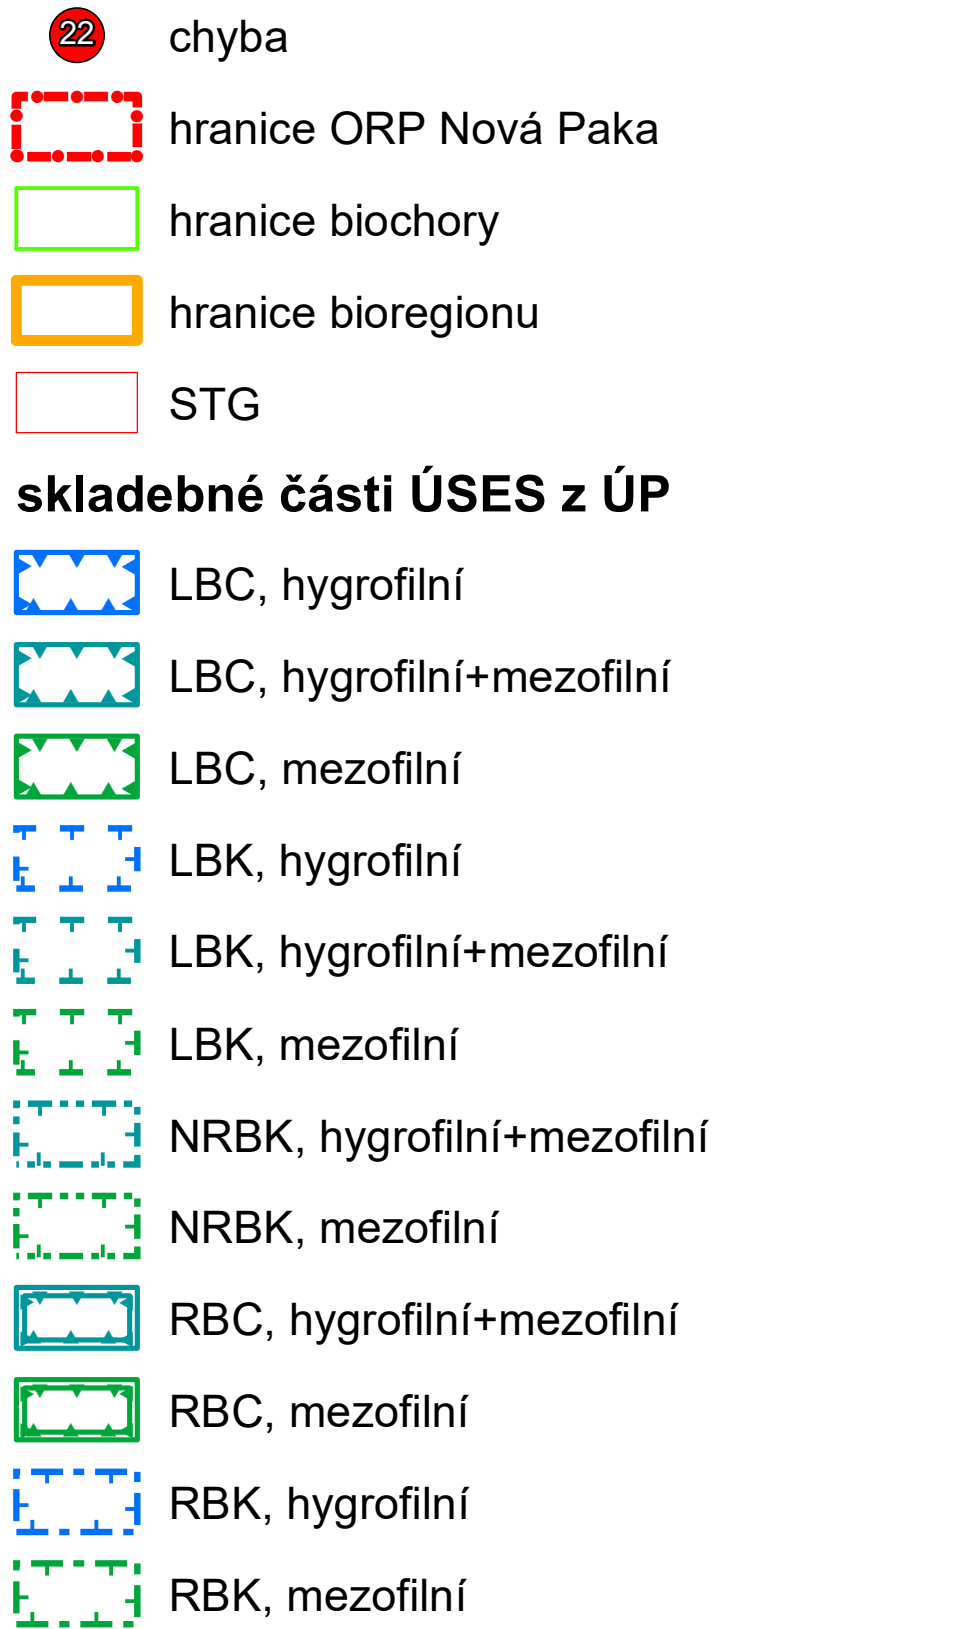 22 chyba
hranice ORP Nová Paka
hranice biochory
hranice bioregionu
STG
skladebné části ÚSES z ÚP
LBC, hygrofilní
LBC, hygrofilní+mezofilní
LBC, mezofilní
LBK, hygrofilní
LBK, hygrofilní+mezofilní
LBK, mezofilní
NRBK, hygrofilní+mezofilní
NRBK, mezofilní
RBC, hygrofilní+mezofilní
RBC, mezofilní
RBK, hygrofilní
RBK, mezofilní